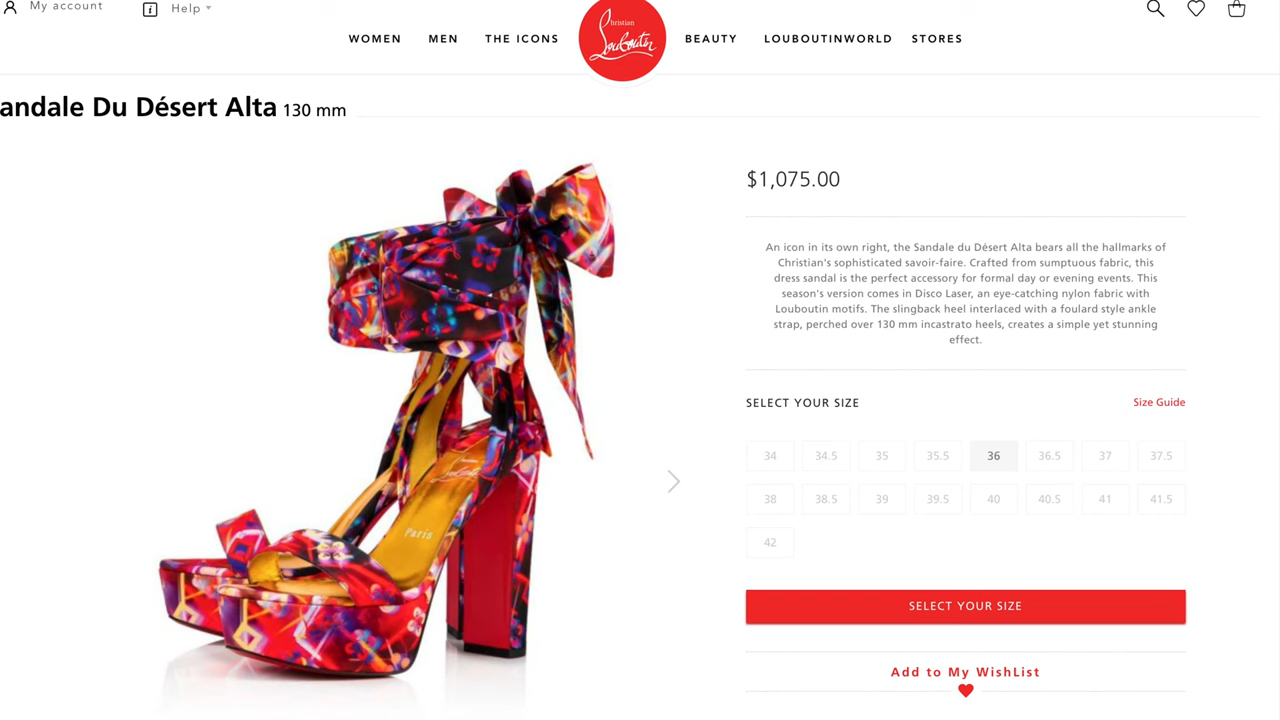 My account
Help
WOMEN
MEN
THE ICONS
Christian
Louboutin
BEAUTY
LOUBOUTINWORLD
STORES
andale Du Désert Alta 130 mm
$1,075.00
An icon in its own right, the Sandale du Désert Alta bears all the hallmarks of
Christian's sophisticated savoir-faire. Crafted from sumptuous fabric, this
dress sandal is the perfect accessory for formal day or evening events. This
season's version comes in Disco Laser, an eye-catching nylon fabric with
Louboutin motifs. The slingback heel interlaced with a foulard style ankle
strap, perched over 130 mm incastrato heels, creates a simple yet stunning
effect.
SELECT YOUR SIZE
Size Guide
34 34.5 35 35.5 36 36.5 37 37.5
38 38.5 39 39.5 40 40.5 41 41.5
42
Paris
SELECT YOUR SIZE
Add to My WishList